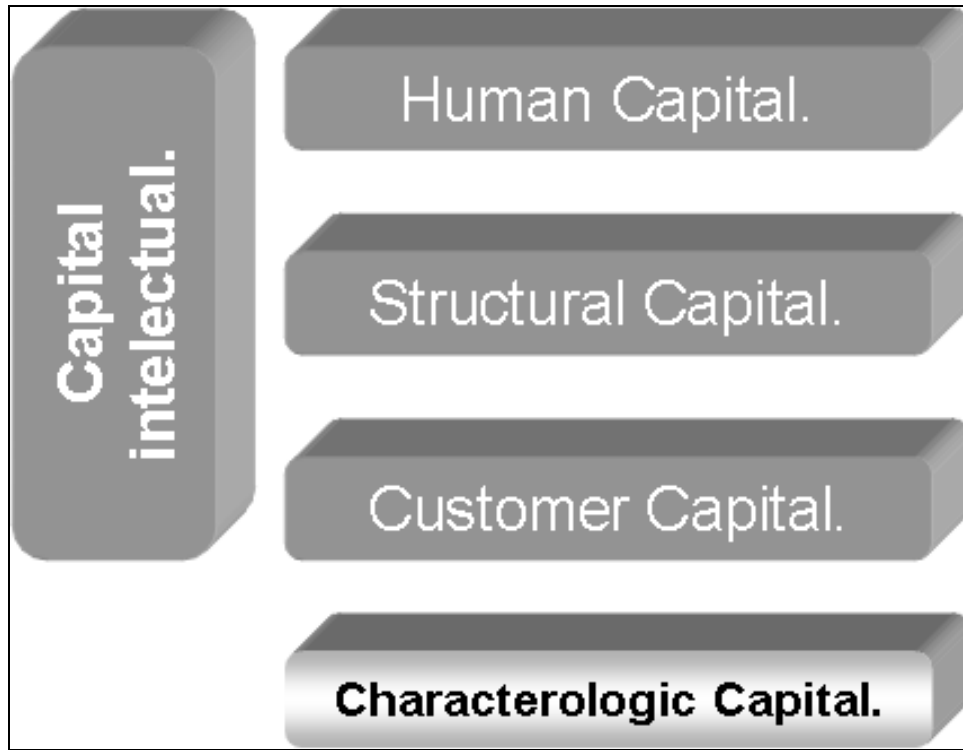 Capital
intelectual.
Human Capital.
Structural Capital.
Customer Capital.
Characterologic Capital.